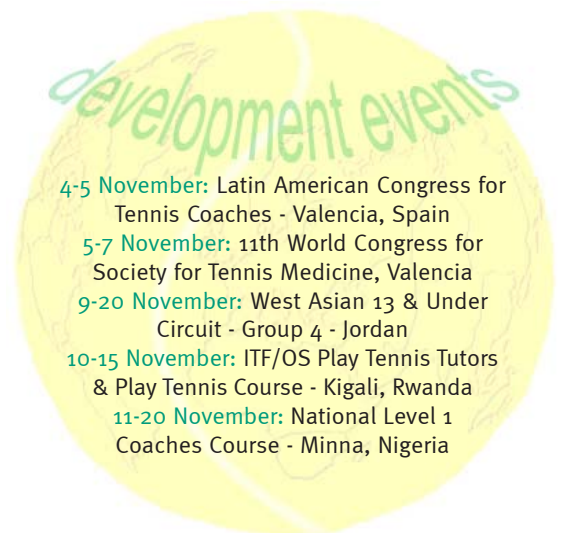 development events
4-5 November: Latin American Congress for
Tennis Coaches - Valencia, Spain
5-7 November: 11th World Congress for
Society for Tennis Medicine, Valencia
9-20 November: West Asian 13 & Under
Circuit - Group 4 - Jordan
10-15 November: ITF/OS Play Tennis Tutors
& Play Tennis Course - Kigali, Rwanda
11-20 November: National Level 1
Coaches Course - Minna, Nigeria